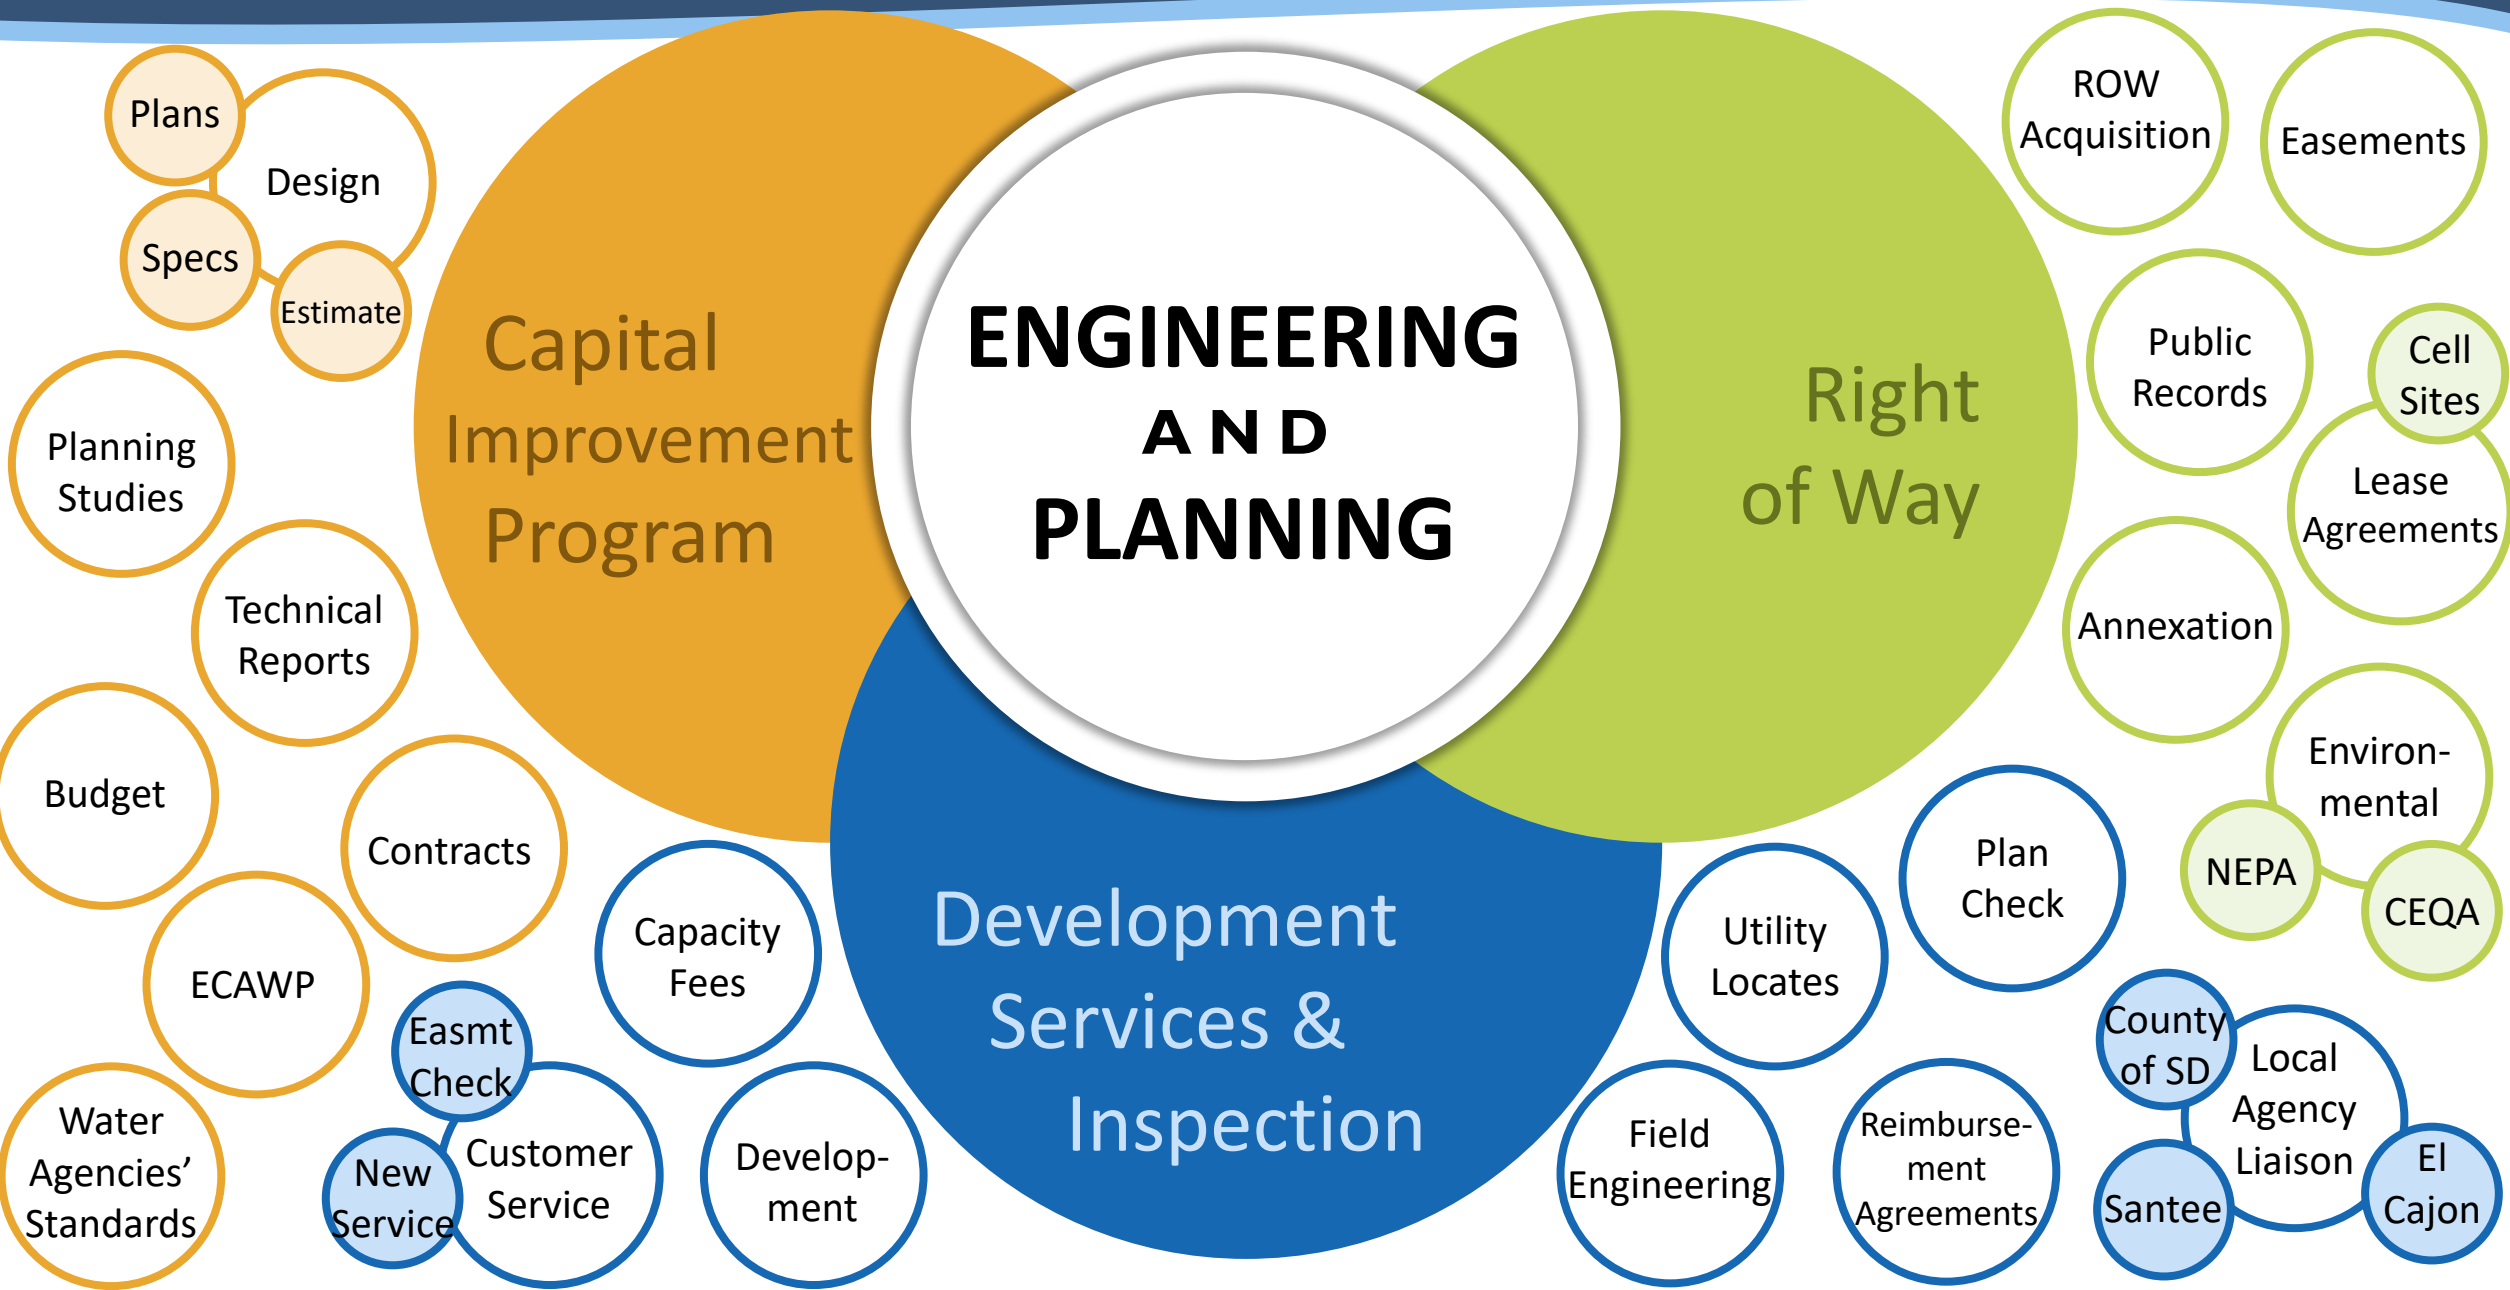 ENGINEERING
AND
PLANNING
Capital
Improvement
Program
Plans
Design
Specs
Estimate
Planning
Studies
Technical
Reports
Budget
Contracts
ECAWP
Water
Agencies’
Standards
Right
of Way
ROW
Acquisition
Easements
Public
Records
Cell
Sites
Lease
Agreements
Annexation
Environ-
mental
NEPA
CEQA
Development
Services &
Inspection
Capacity
Fees
Easmt
Check
New
Service
Customer
Service
Develop-
ment
Utility
Locates
Plan
Check
Field
Engineering
Reimburse-
ment
Agreements
County
of SD
Local
Agency
Liaison
Santee
El
Cajon